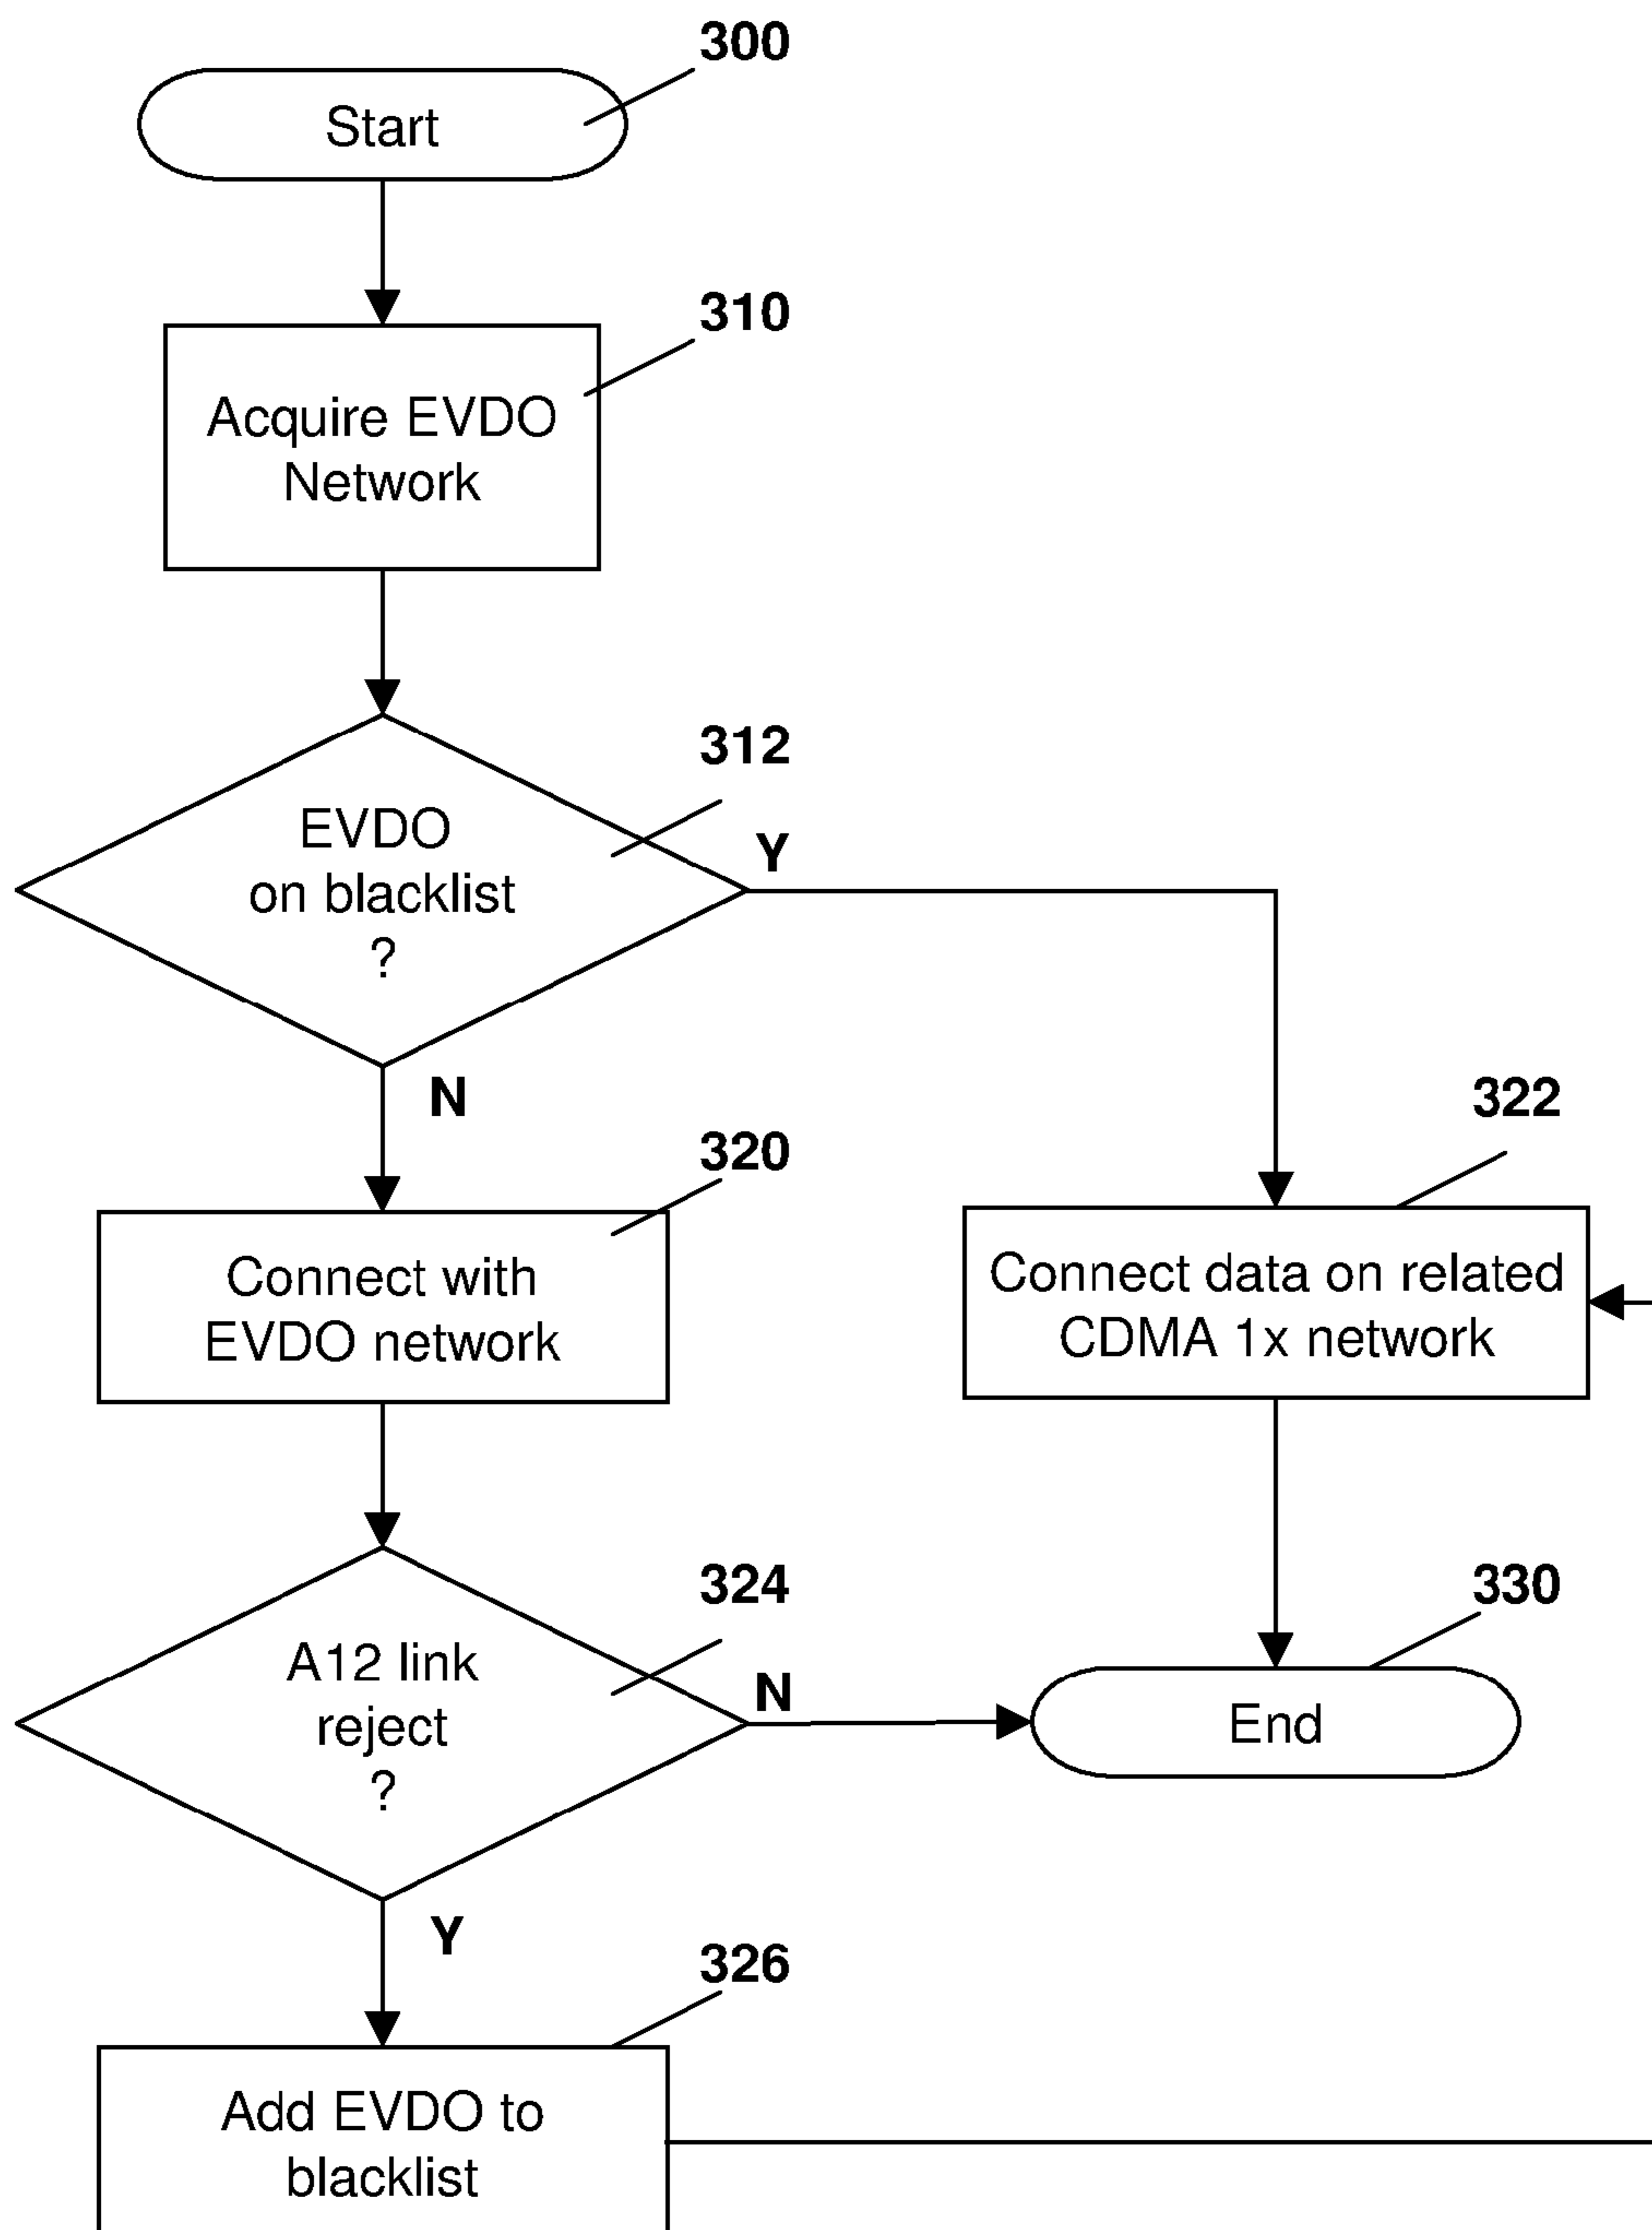 300
Start
310
Acquire EVDO
Network
312
EVDO
on blacklist
?
Y
N
322
320
Connect with
EVDO network
Connect data on related
CDMA 1x network
324
330
A12 link
reject
?
N
End
Y
326
Add EVDO to
blacklist